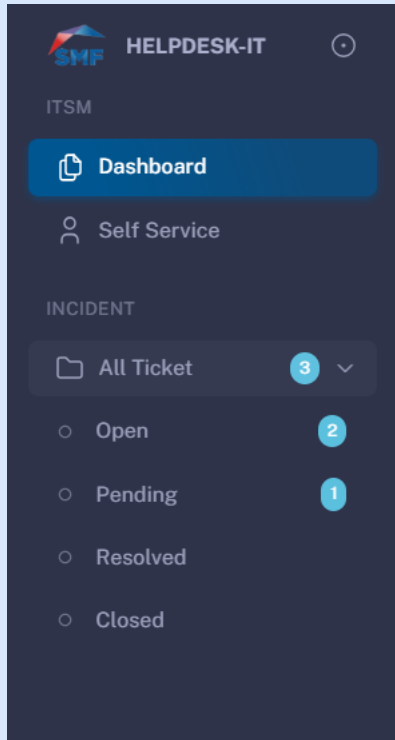 SMF HELPDESK-IT
ITSM
Dashboard
Self Service
INCIDENT
All Ticket 3
Open 2
Pending 1
Resolved
Closed